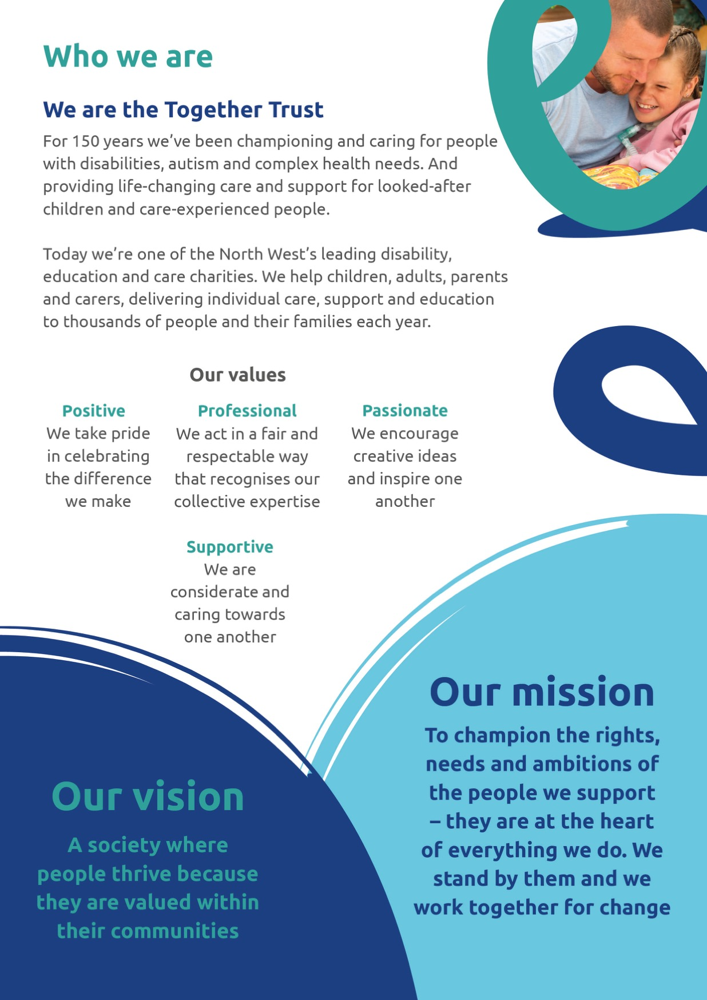 Who we are
We are the Together Trust
For 150 years we’ve been championing and caring for people
with disabilities, autism and complex health needs. And
providing life-changing care and support for looked-after
children and care-experienced people.
Today we’re one of the North West’s leading disability,
education and care charities. We help children, adults, parents
and carers, delivering individual care, support and education
to thousands of people and their families each year.
Our values
Positive
We take pride
in celebrating
the difference
we make
Professional
We act in a fair and
respectable way
that recognises our
collective expertise
Passionate
We encourage
creative ideas
and inspire one
another
Supportive
We are
considerate and
caring towards
one another
Our vision
A society where
people thrive because
they are valued within
their communities
Our mission
To champion the rights,
needs and ambitions of
the people we support
– they are at the heart
of everything we do. We
stand by them and we
work together for change